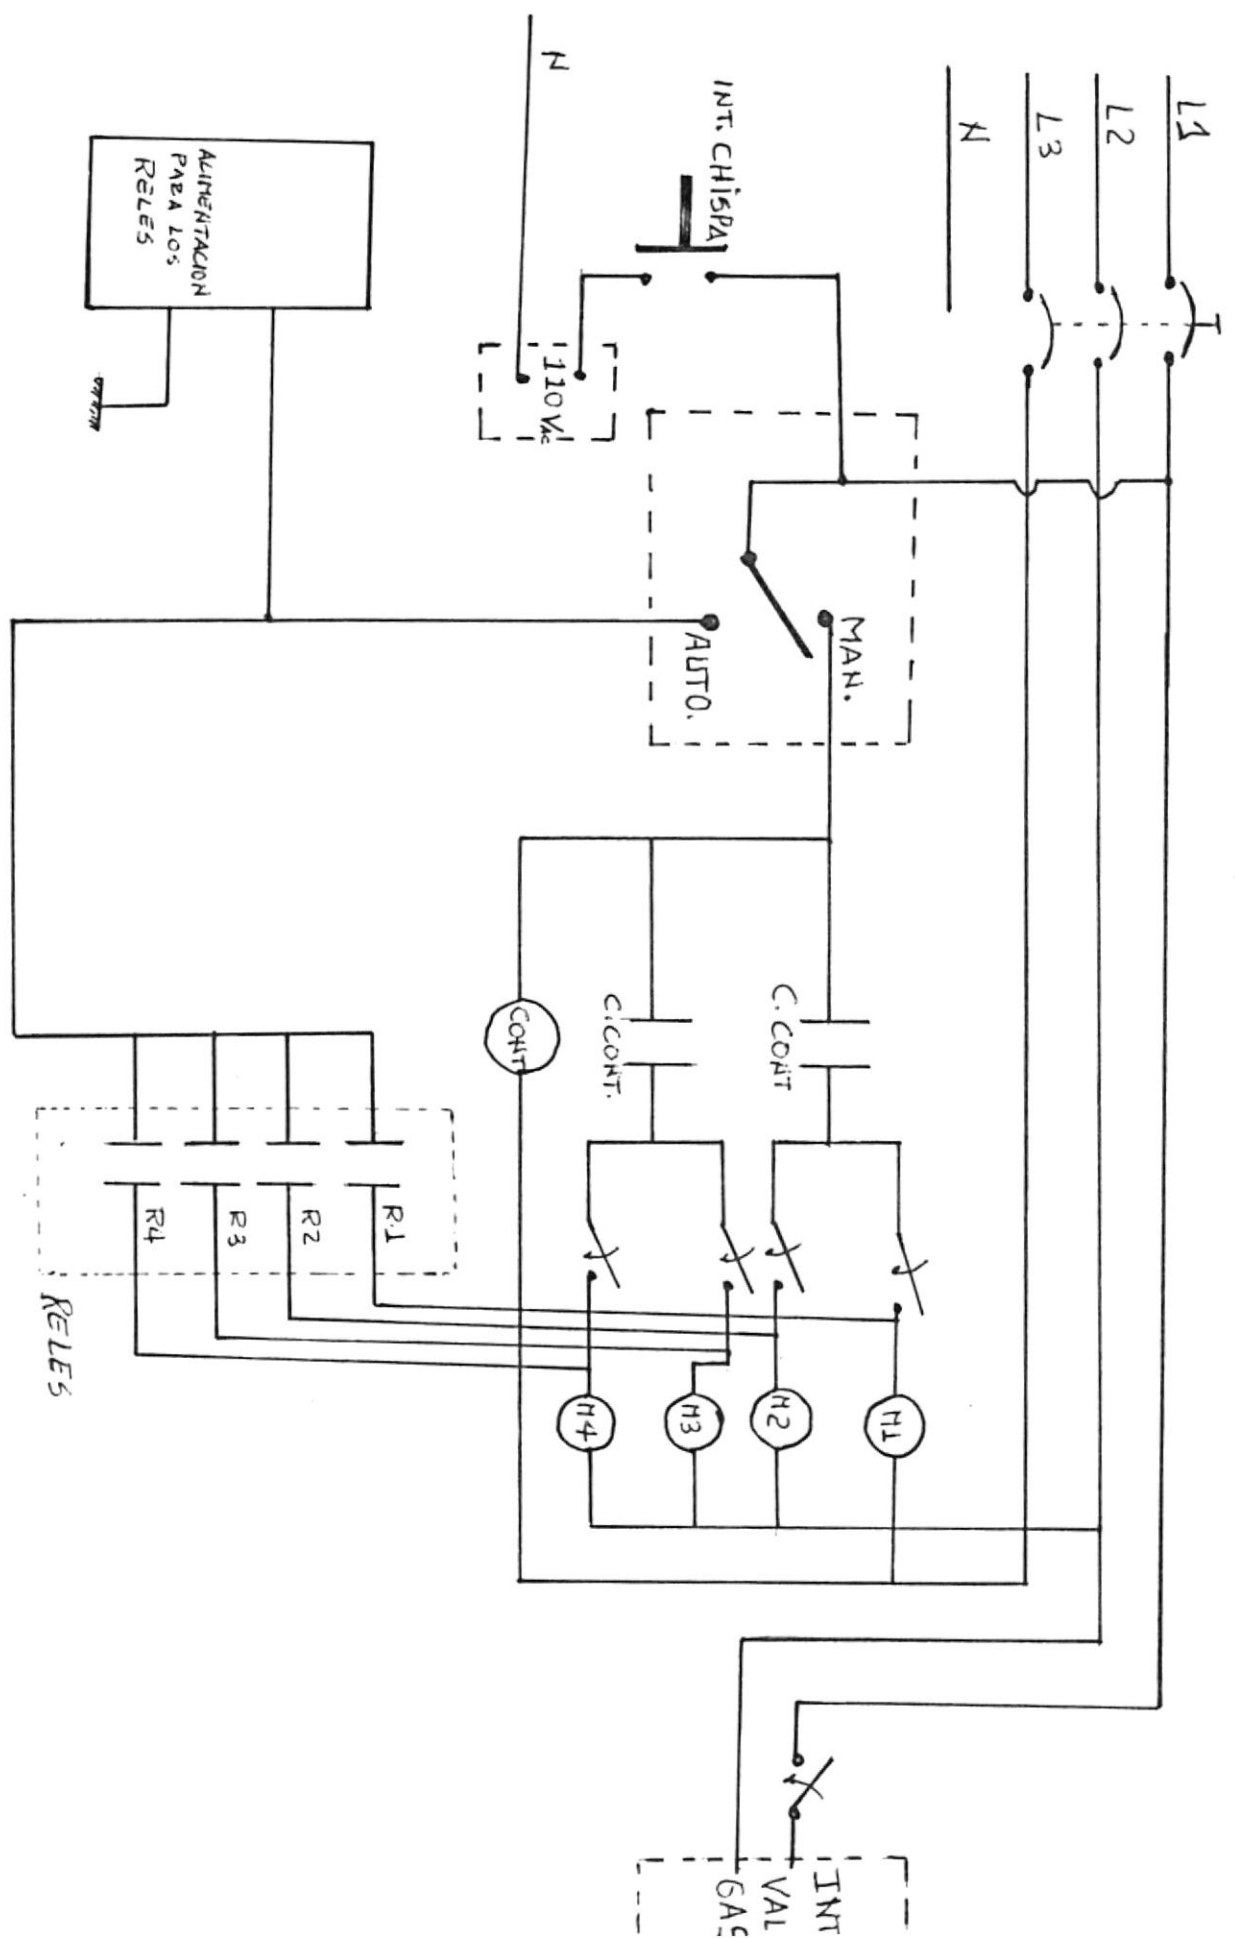 L1
L2
L3
N
N
INT. CHISPA
110 VAC
ALIMENTACION
PARA LOS
RELES
MAN.
AUTO.
C. CONT
C. CONT.
CONT
R1
R2
R3
R4
RELES
M1
M2
M3
M4
INT
VAL
GAS